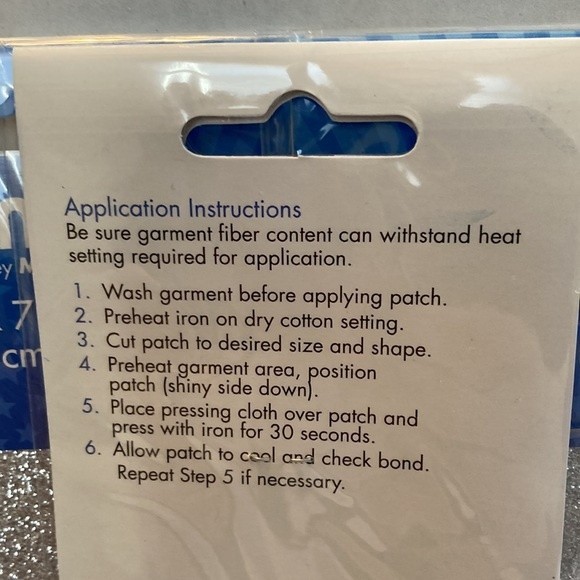 Application Instructions
Be sure garment fiber content can withstand heat
setting required for application.
1. Wash garment before applying patch.
2. Preheat iron on dry cotton setting.
3. Cut patch to desired size and shape.
4. Preheat garment area, position
patch (shiny side down).
5. Place pressing cloth over patch and
press with iron for 30 seconds.
6. Allow patch to cool and check bond.
Repeat Step 5 if necessary.
7
cm